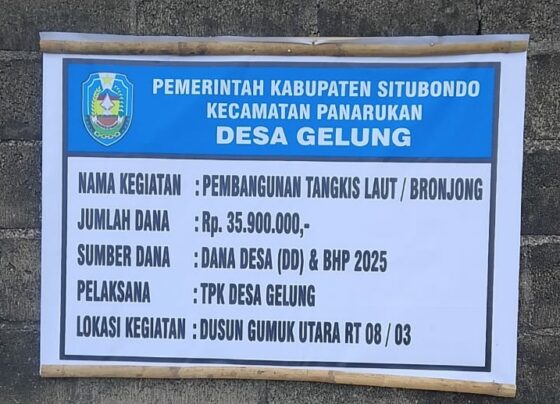 PEMERINTAH KABUPATEN SITUBONDO
KECAMATAN PANARUKAN
DESA GELUNG
NAMA KEGIATAN : PEMBANGUNAN TANGKIS LAUT / BRONJONG
JUMLAH DANA : Rp. 35.900.000,-
SUMBER DANA : DANA DESA (DD) & BHP 2025
PELAKSANA : TPK DESA GELUNG
LOKASI KEGIATAN : DUSUN GUMUK UTARA RT 08 / 03